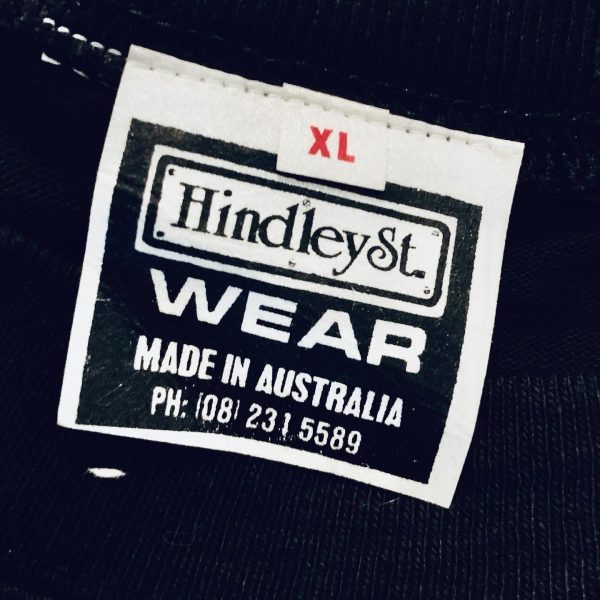 XL
HindleySt.
WEAR
MADE IN AUSTRALIA
PH: (08) 231 5589